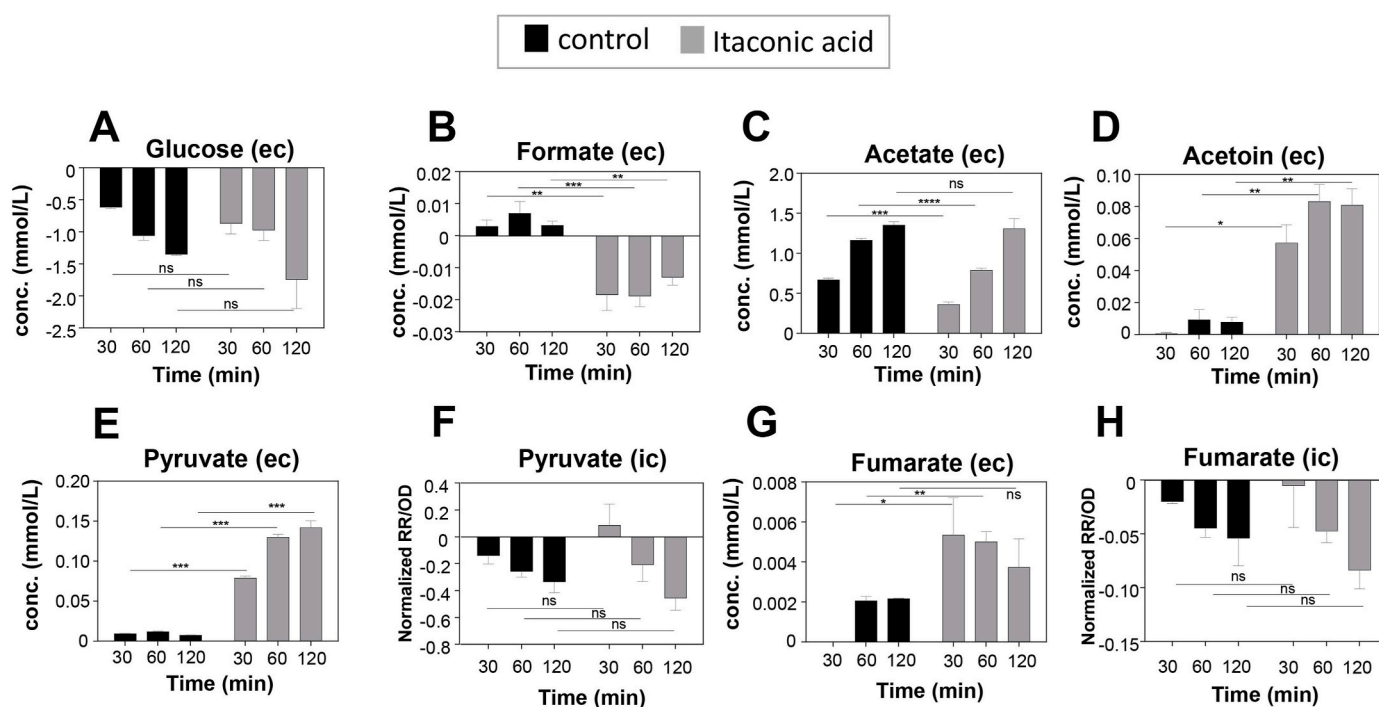 control Itaconic acid
A
Glucose (ec)
conc. (mmol/L)
0
-0.5
-1.0
-1.5
-2.0
-2.5
ns
ns
ns
30 60 120 30 60 120
Time (min)
B
Formate (ec)
conc. (mmol/L)
0.02
0.01
0
-0.01
-0.02
-0.03
**
***
**
30 60 120 30 60 120
Time (min)
C
Acetate (ec)
conc. (mmol/L)
2.0
1.5
1.0
0.5
0
ns
****
***
30 60 120 30 60 120
Time (min)
D
Acetoin (ec)
conc. (mmol/L)
0.10
0.08
0.06
0.04
0.02
0
**
**
*
30 60 120 30 60 120
Time (min)
E
Pyruvate (ec)
conc. (mmol/L)
0.20
0.15
0.10
0.05
0
***
***
***
30 60 120 30 60 120
Time (min)
F
Pyruvate (ic)
Normalized RR/OD
0.4
0.2
0
-0.2
-0.4
-0.6
-0.8
ns
ns
ns
30 60 120 30 60 120
Time (min)
G
Fumarate (ec)
conc. (mmol/L)
0.008
0.006
0.004
0.002
0
ns
**
*
30 60 120 30 60 120
Time (min)
H
Fumarate (ic)
Normalized RR/OD
0
-0.05
-0.10
-0.15
ns
ns
ns
30 60 120 30 60 120
Time (min)